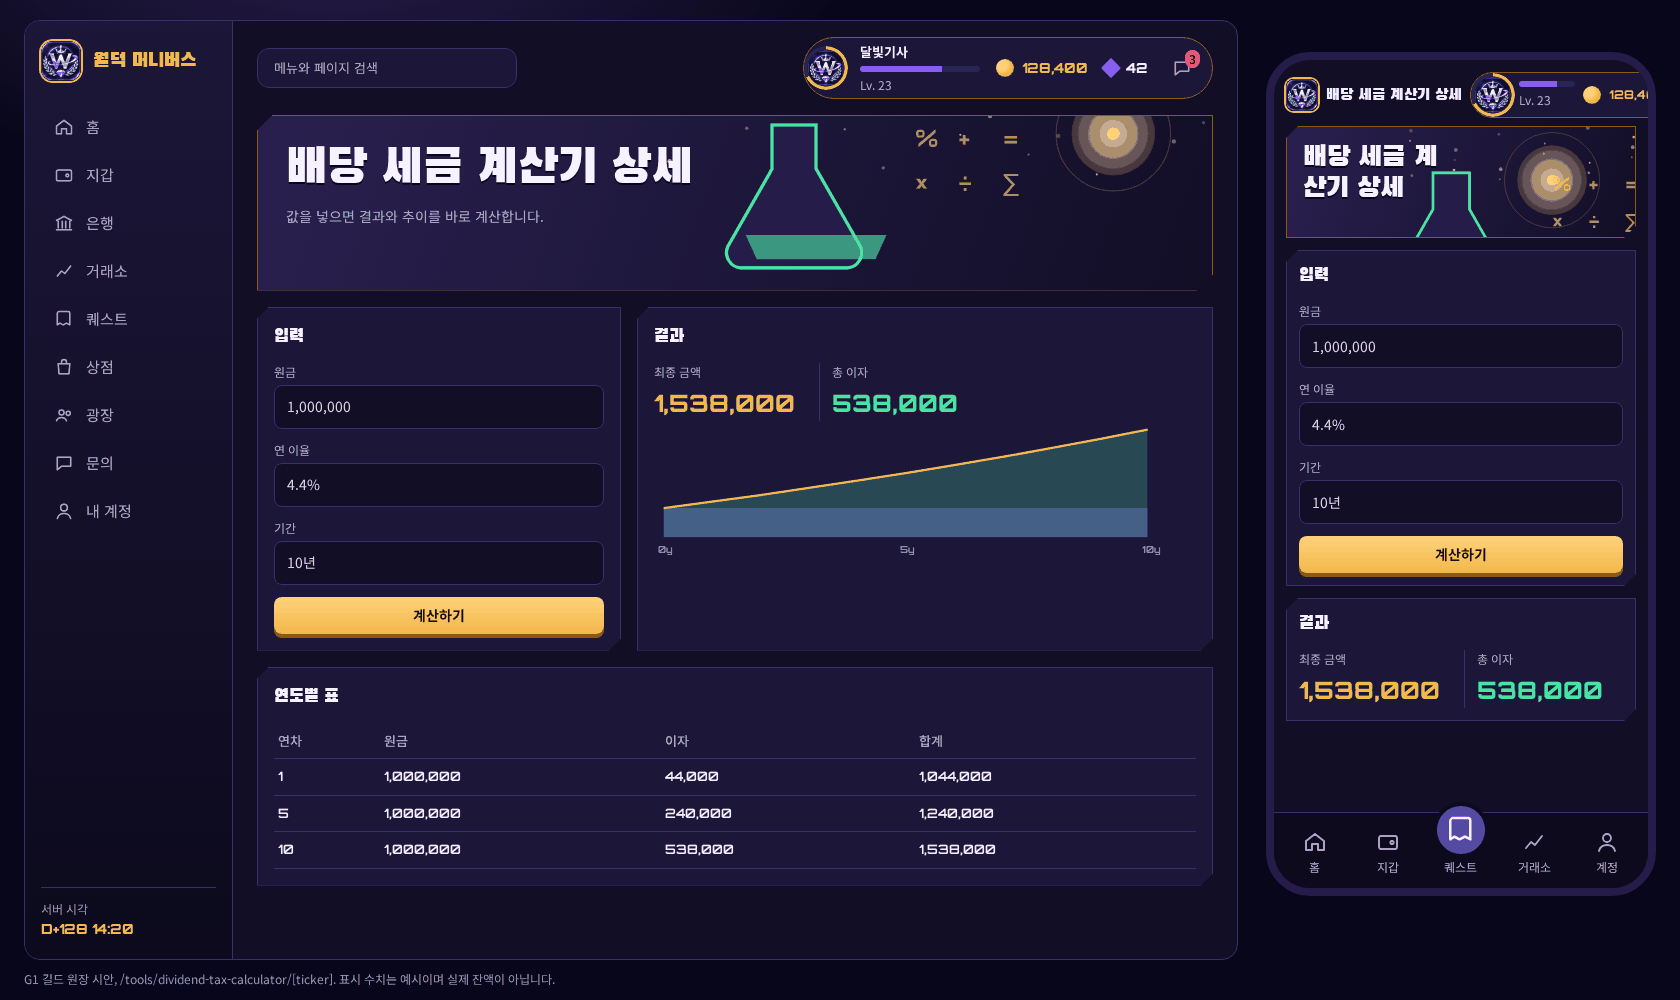 W
원덕 머니버스
홈
지갑
은행
거래소
퀘스트
상점
광장
문의
내 계정
서버 시각
D+128 14:20
메뉴와 페이지 검색
W
달빛기사
Lv. 23
128,400
42
3
배당 세금 계산기 상세
값을 넣으면 결과와 추이를 바로 계산합니다.
% + =
x ÷ ∑
입력
원금
1,000,000
연 이율
4.4%
기간
10년
계산하기
결과
최종 금액
1,538,000
총 이자
538,000
0y
5y
10y
연도별 표
연차 원금 이자 합계
1 1,000,000 44,000 1,044,000
5 1,000,000 240,000 1,240,000
10 1,000,000 538,000 1,538,000
G1 길드 원장 시안, /tools/dividend-tax-calculator/[ticker]. 표시 수치는 예시이며 실제 잔액이 아닙니다.
W
배당 세금 계산기 상세
W
Lv. 23
128,4
배당 세금 계
산기 상세
% + =
x ÷ ∑
입력
원금
1,000,000
연 이율
4.4%
기간
10년
계산하기
결과
최종 금액
1,538,000
총 이자
538,000
홈
지갑
퀘스트
거래소
계정